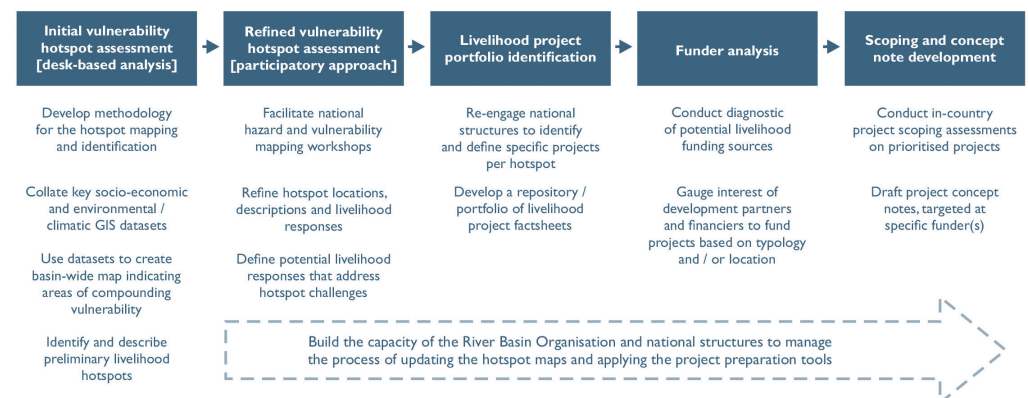 Initial vulnerability
hotspot assessment
[desk-based analysis]
Refined vulnerability
hotspot assessment
[participatory approach]
Livelihood project
portfolio identification
Funder analysis
Scoping and concept
note development
Develop methodology
for the hotspot mapping
and identification
Collate key socio-economic
and environmental /
climatic GIS datasets
Use datasets to create
basin-wide map indicating
areas of compounding
vulnerability
Identify and describe
preliminary livelihood
hotspots
Facilitate national
hazard and vulnerability
mapping workshops
Refine hotspot locations,
descriptions and livelihood
responses
Define potential livelihood
responses that address
hotspot challenges
Re-engage national
structures to identify
and define specific projects
per hotspot
Develop a repository /
portfolio of livelihood
project factsheets
Conduct diagnostic
of potential livelihood
funding sources
Gauge interest of
development partners
and financiers to fund
projects based on typology
and / or location
Conduct in-country
project scoping assessments
on prioritised projects
Draft project concept
notes, targeted at
specific funder(s)
Build the capacity of the River Basin Organisation and national structures to manage
the process of updating the hotspot maps and applying the project preparation tools